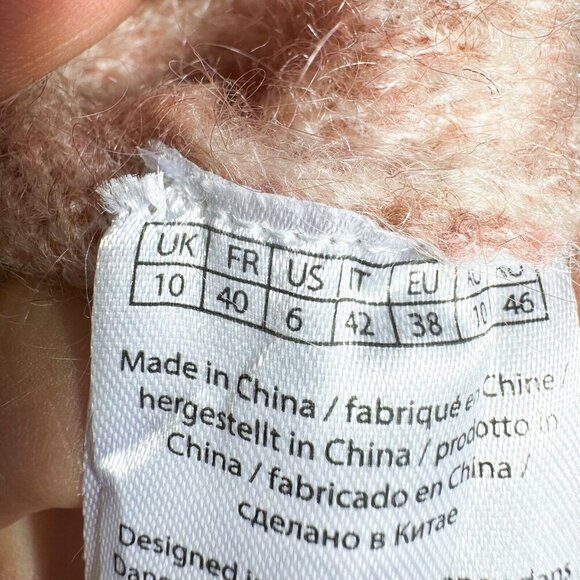 UK FR US IT EU
10 40 6 42 38 10 46
Made in China / fabriqué en Chine /
hergestellt in China / prodotto in
China / fabricado en China /
сделано в Китае
Designed